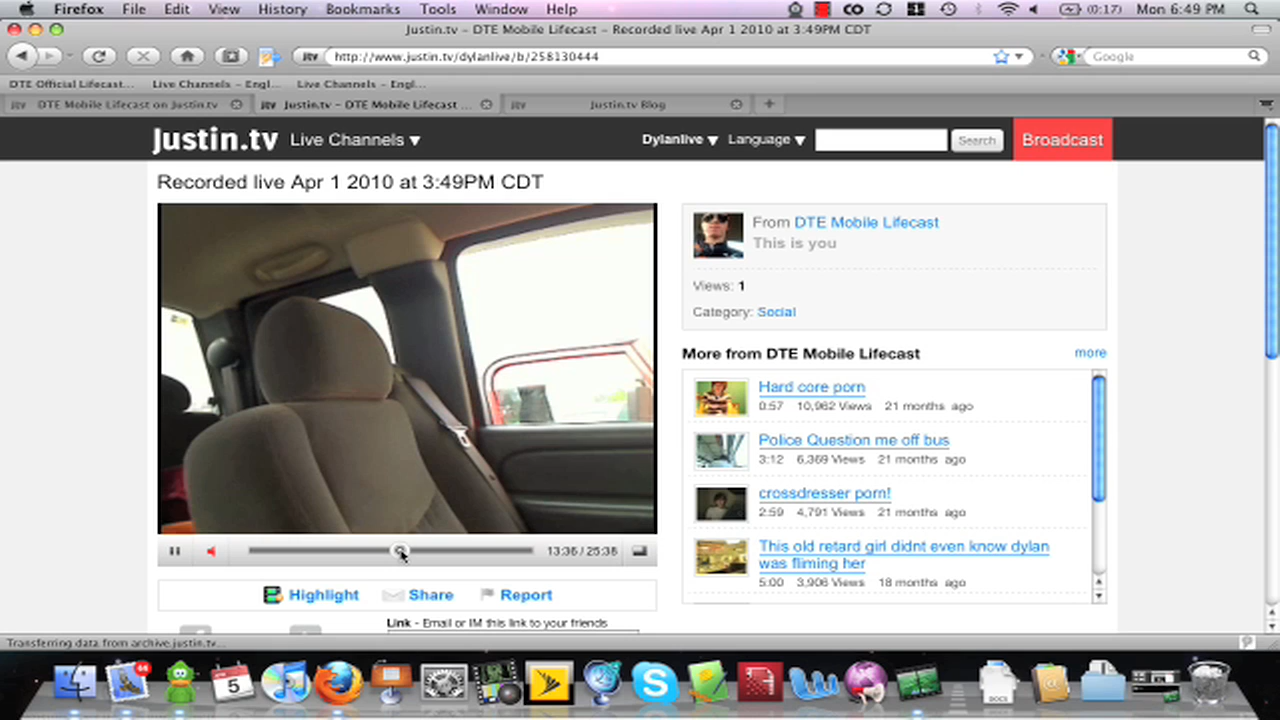 Firefox File Edit View History Bookmarks Tools Window Help (0:17) Mon 6:49 PM
Justin.tv – DTE Mobile Lifecast – Recorded live Apr 1 2010 at 3:49PM CDT
http://www.justin.tv/dylanlive/b/258130444 Google
DTE Official Lifecast... Live Channels – Engl... Live Channels – Engl...
DTE Mobile Lifecast on Justin.tv Justin.tv – DTE Mobile Lifecast ... Justin.tv Blog
Justin.tv Live Channels Dylanlive Language Search Broadcast
Recorded live Apr 1 2010 at 3:49PM CDT
From DTE Mobile Lifecast
This is you
Views: 1
Category: Social
More from DTE Mobile Lifecast more
Hard core porn
0:57 10,962 Views 21 months ago
Police Question me off bus
3:12 6,369 Views 21 months ago
crossdresser porn!
2:59 4,791 Views 21 months ago
This old retard girl didnt even know dylan
was fliming her
5:00 3,906 Views 18 months ago
13:36 / 25:38
Highlight Share Report
Link - Email or IM this link to your friends
Transferring data from archive.justin.tv...
5